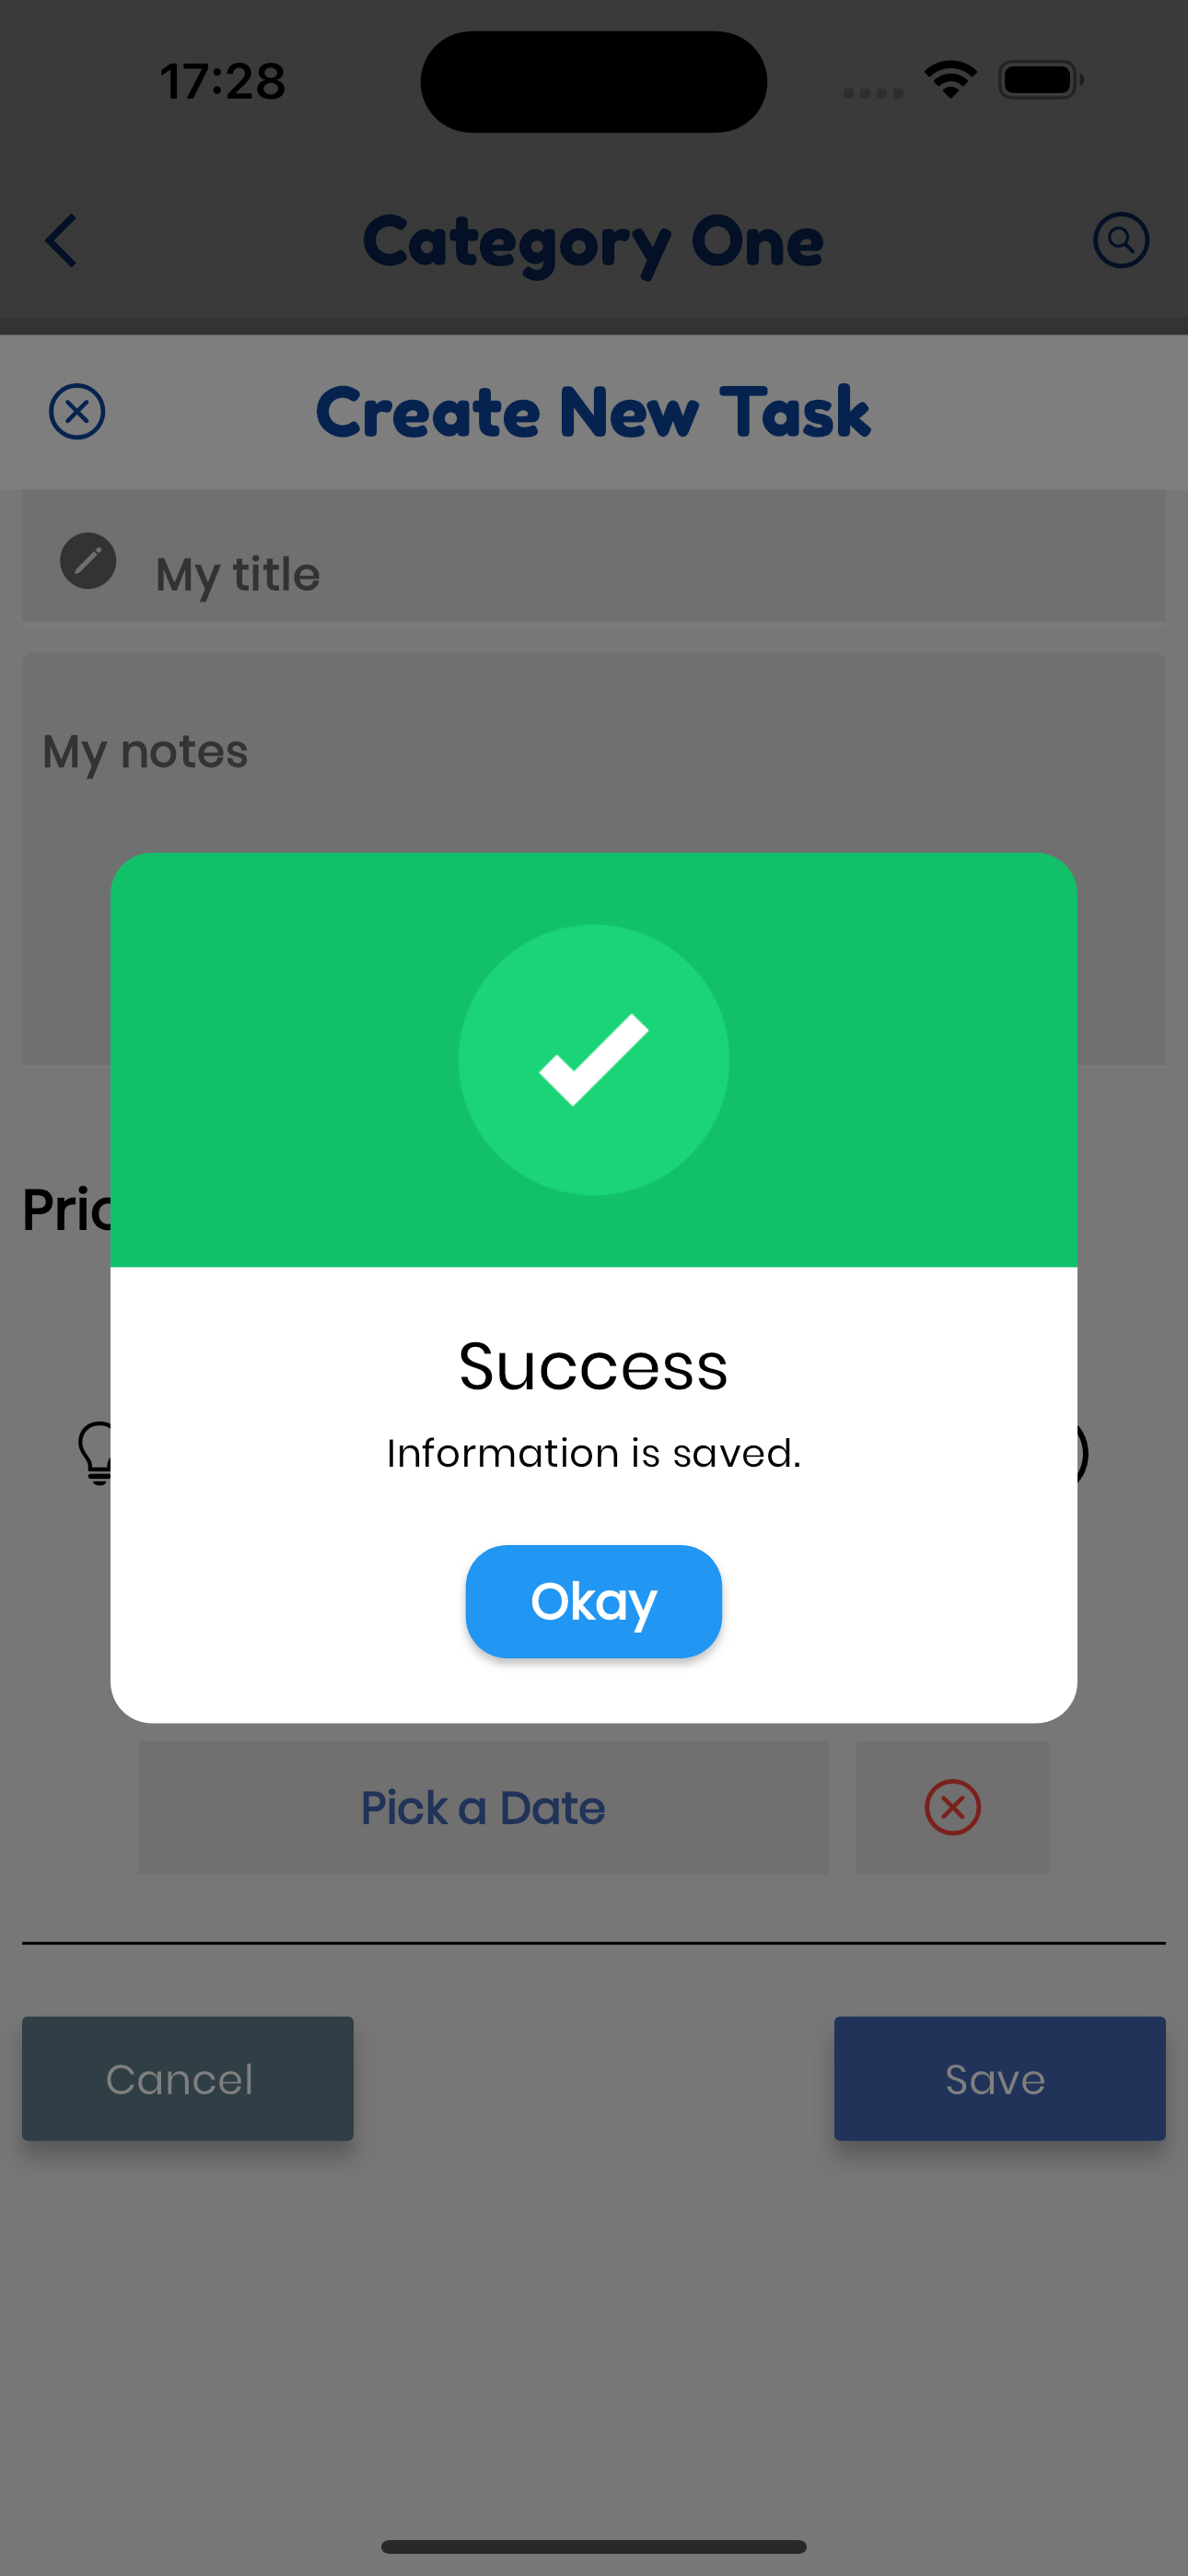 17:28
Category One
Create New Task
My title
My notes
Success
Information is saved.
Okay
Pick a Date
Cancel
Save